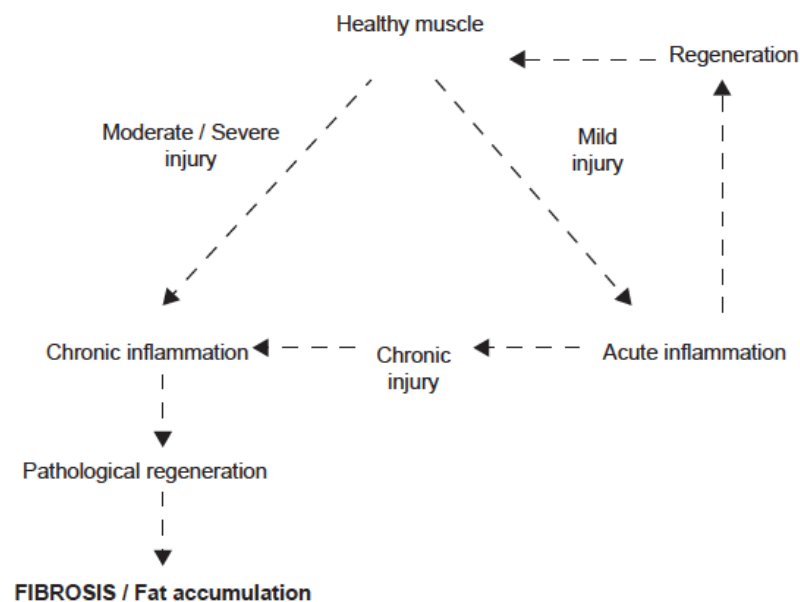 Healthy muscle
Regeneration
Moderate / Severe
injury
Mild
injury
Chronic inflammation
Chronic
injury
Acute inflammation
Pathological regeneration
FIBROSIS / Fat accumulation